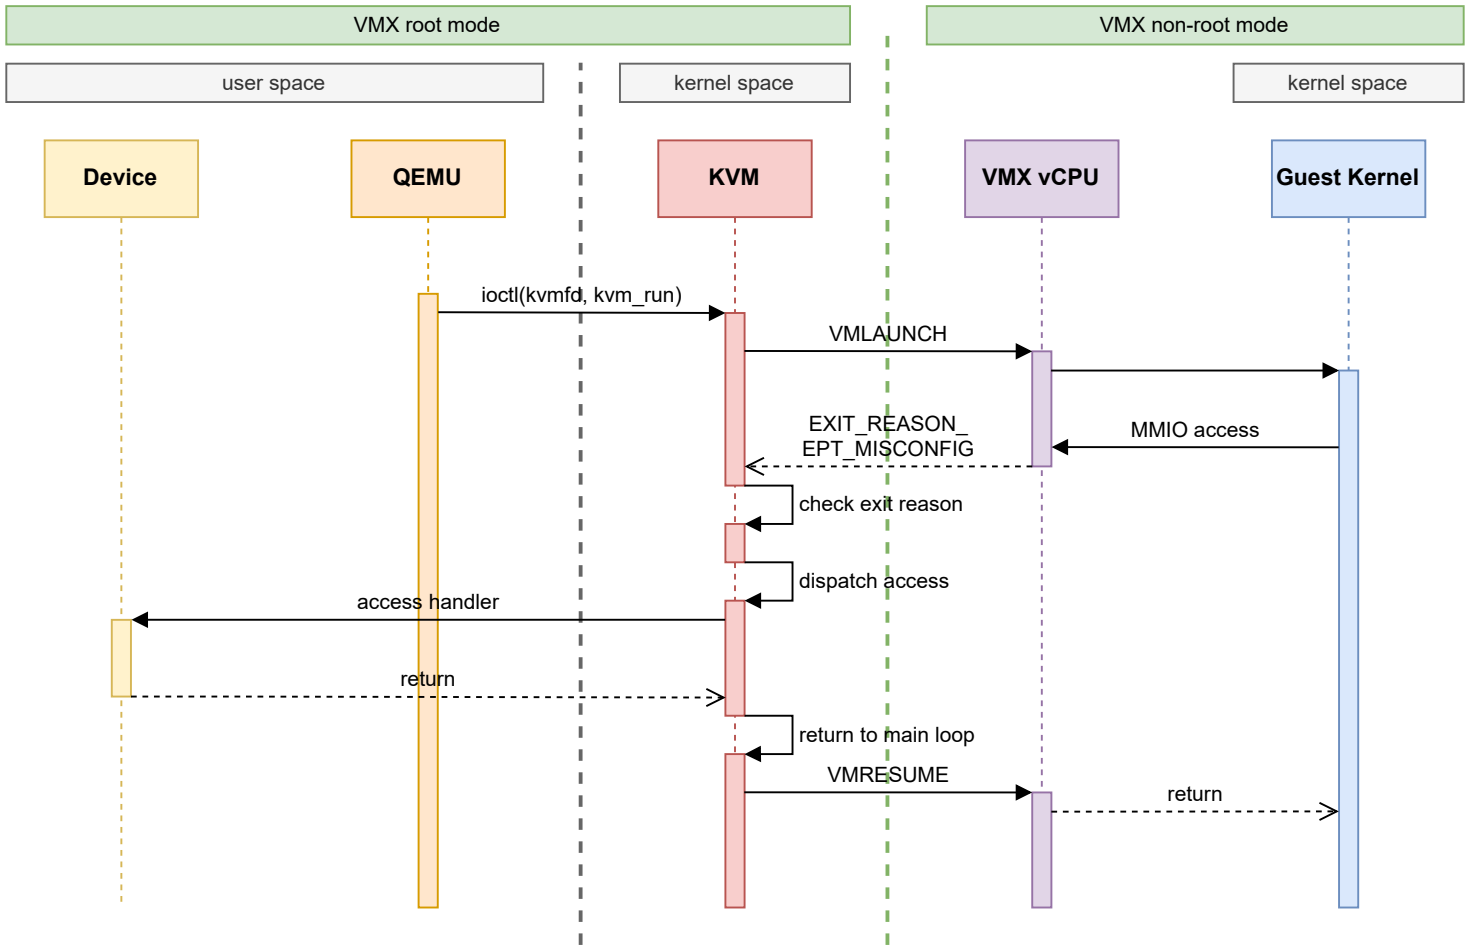 VMX root mode
VMX non-root mode
user space
kernel space
kernel space
Device
QEMU
KVM
VMX vCPU
Guest Kernel
ioctl(kvmfd, kvm_run)
VMLAUNCH
EXIT_REASON_
EPT_MISCONFIG
MMIO access
check exit reason
dispatch access
access handler
return
return to main loop
VMRESUME
return